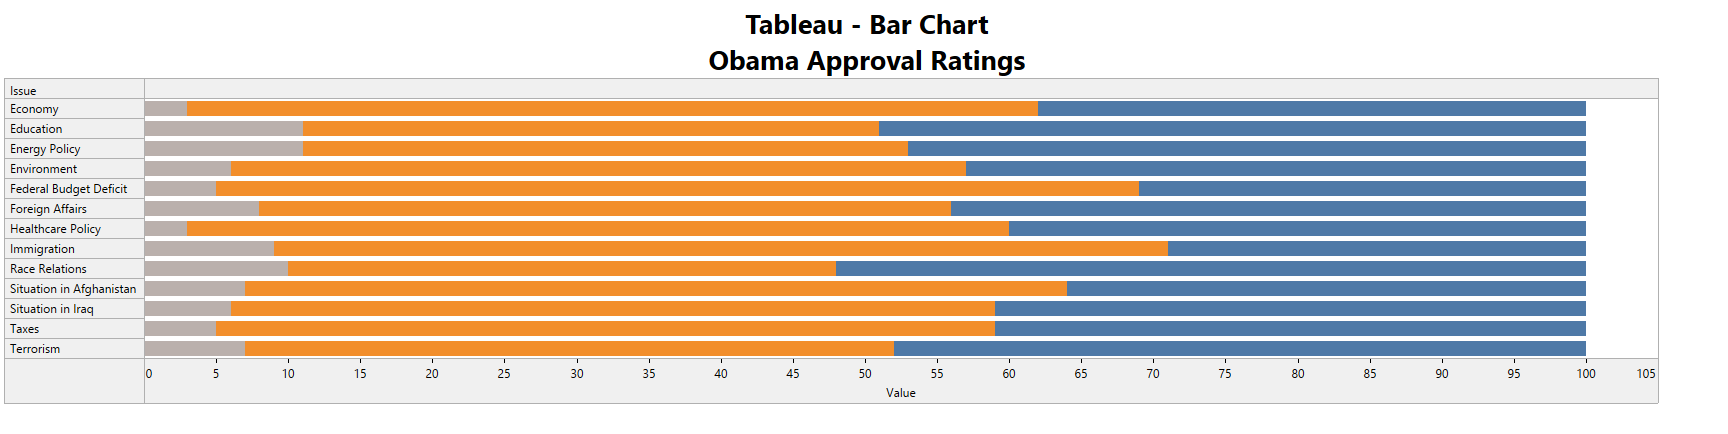 Tableau - Bar Chart
Obama Approval Ratings
Issue
Economy
Education
Energy Policy
Environment
Federal Budget Deficit
Foreign Affairs
Healthcare Policy
Immigration
Race Relations
Situation in Afghanistan
Situation in Iraq
Taxes
Terrorism
0 5 10 15 20 25 30 35 40 45 50 55 60 65 70 75 80 85 90 95 100 105
Value